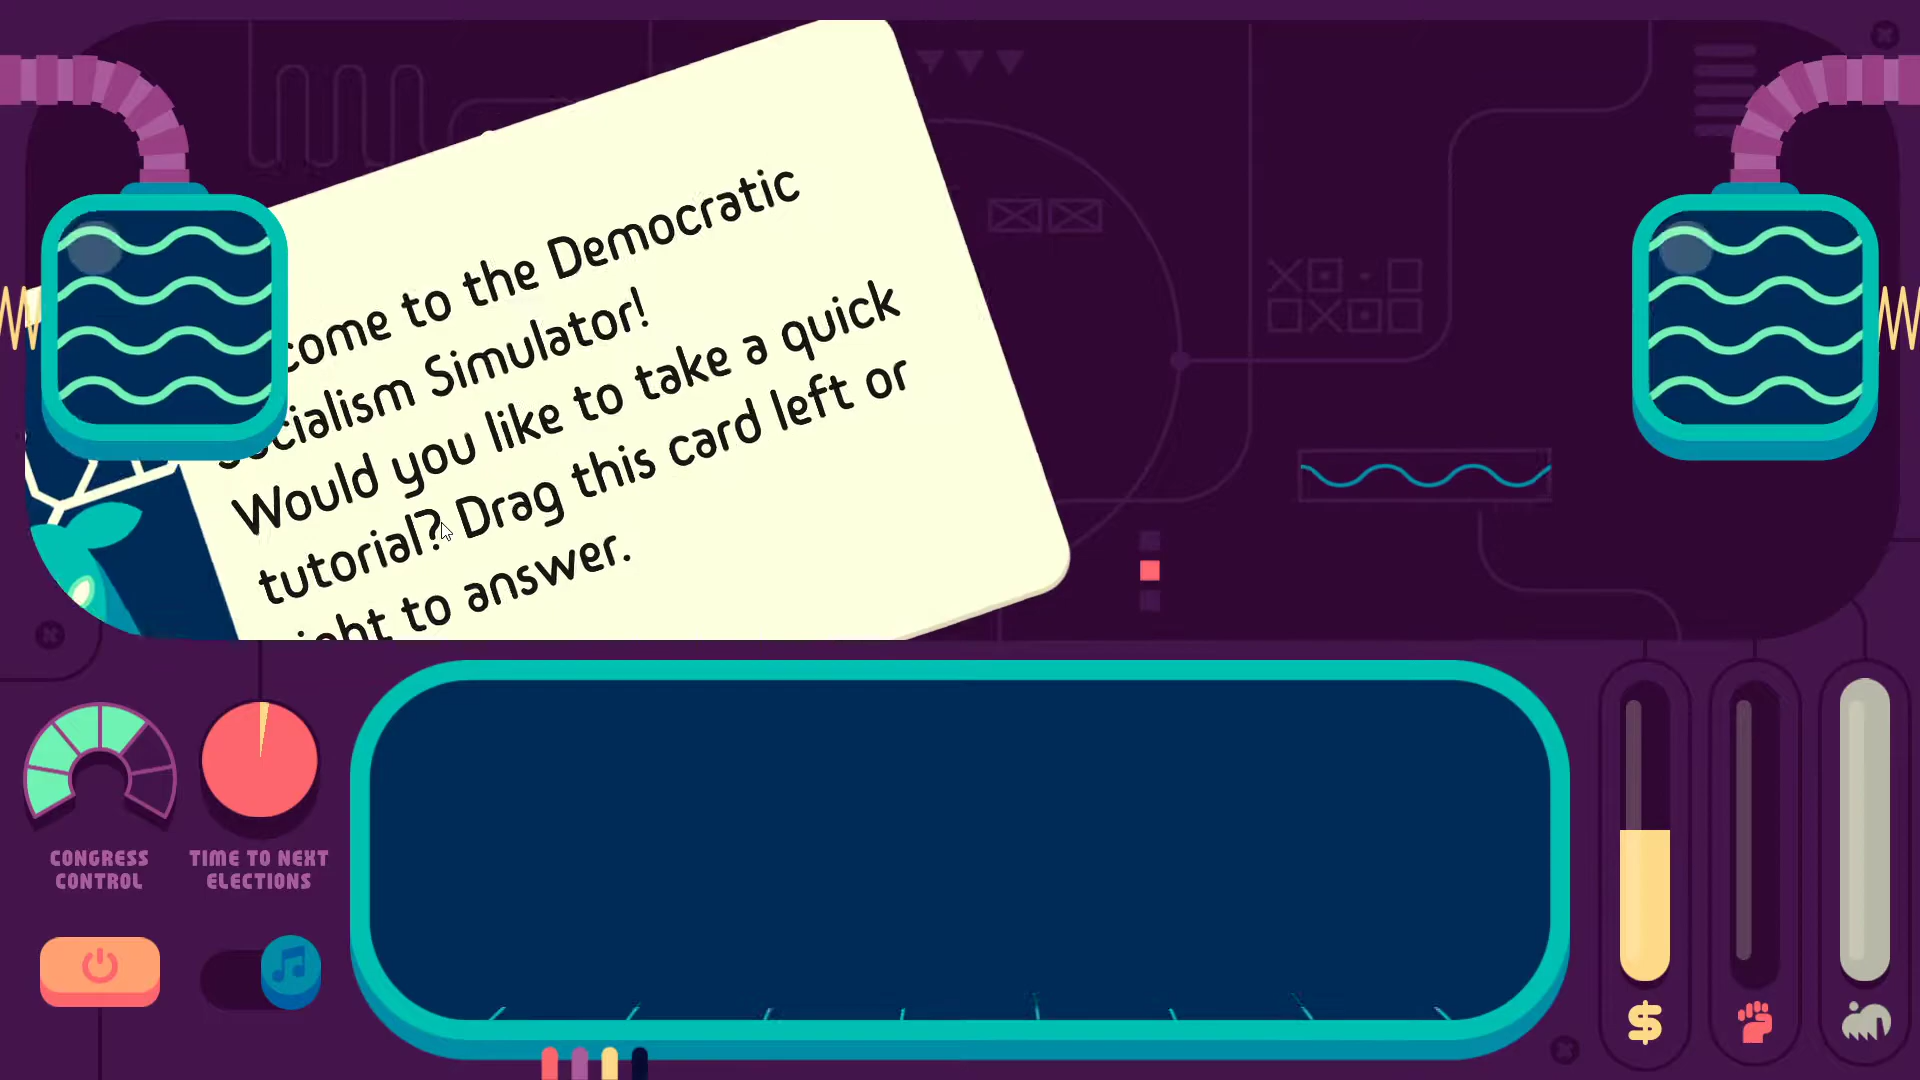 come to the Democratic
cialism Simulator!
Would you like to take a quick
tutorial? Drag this card left or
to answer.
CONGRESS
CONTROL
TIME TO NEXT
ELECTIONS
$